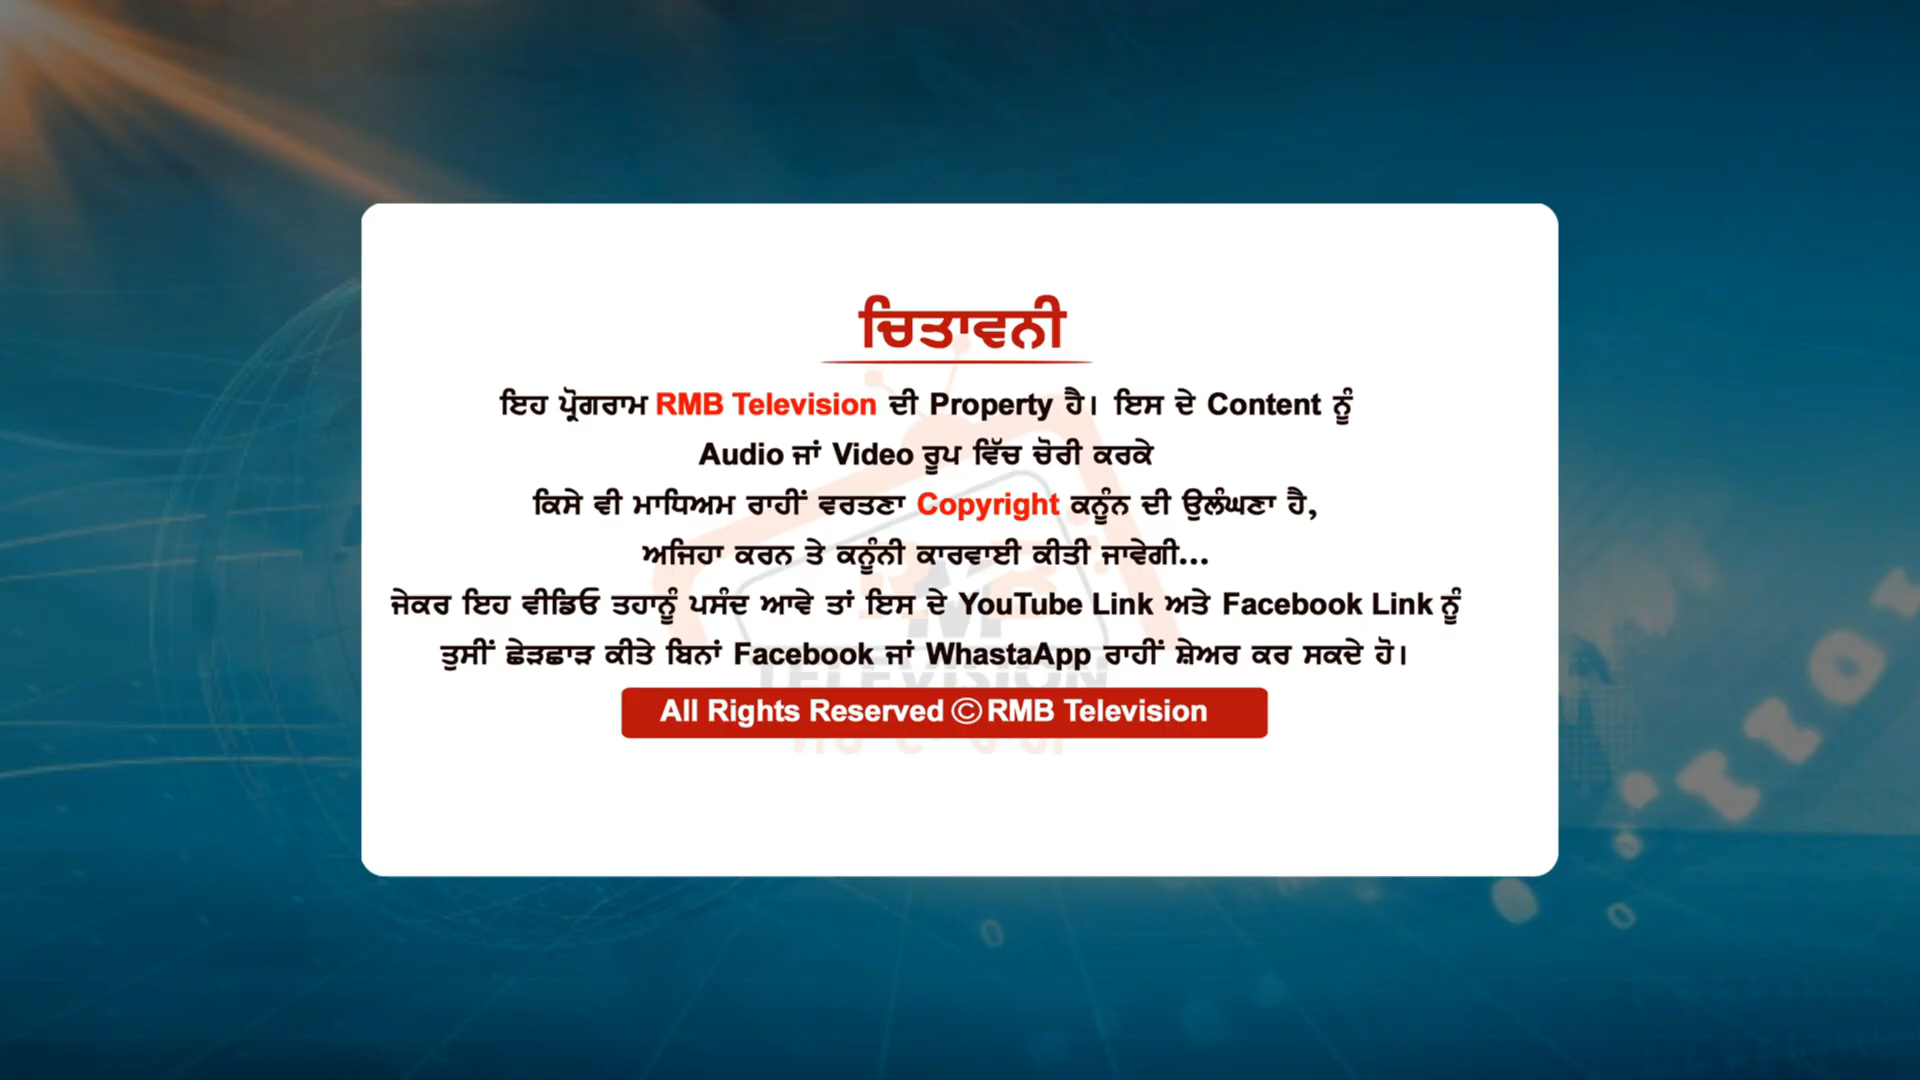 ਚਿਤਾਵਨੀ
ਇਹ ਪ੍ਰੋਗਰਾਮ RMB Television ਦੀ Property ਹੈ। ਇਸ ਦੇ Content ਨੂੰ
Audio ਜਾਂ Video ਰੂਪ ਵਿੱਚ ਚੋਰੀ ਕਰਕੇ
ਕਿਸੇ ਵੀ ਮਾਧਿਅਮ ਰਾਹੀਂ ਵਰਤਣਾ Copyright ਕਨੂੰਨ ਦੀ ਉਲੰਘਣਾ ਹੈ,
ਅਜਿਹਾ ਕਰਨ ਤੇ ਕਨੂੰਨੀ ਕਾਰਵਾਈ ਕੀਤੀ ਜਾਵੇਗੀ...
ਜੇਕਰ ਇਹ ਵੀਡਿਓ ਤਹਾਨੂੰ ਪਸੰਦ ਆਵੇ ਤਾਂ ਇਸ ਦੇ YouTube Link ਅਤੇ Facebook Link ਨੂੰ
ਤੁਸੀਂ ਛੇੜਛਾੜ ਕੀਤੇ ਬਿਨਾਂ Facebook ਜਾਂ WhastaApp ਰਾਹੀਂ ਸ਼ੇਅਰ ਕਰ ਸਕਦੇ ਹੋ।
TELEVISION
All Rights Reserved © RMB Television